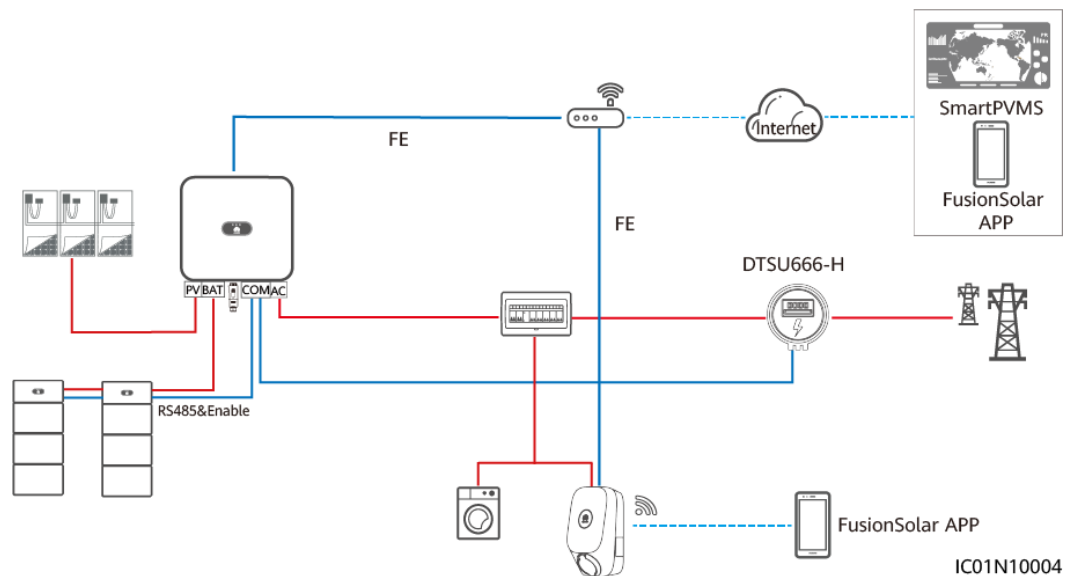 SmartPVMS
FusionSolar
APP
Internet
FE
FE
DTSU666-H
PV BAT COM AC
RS485&Enable
FusionSolar APP
IC01N10004